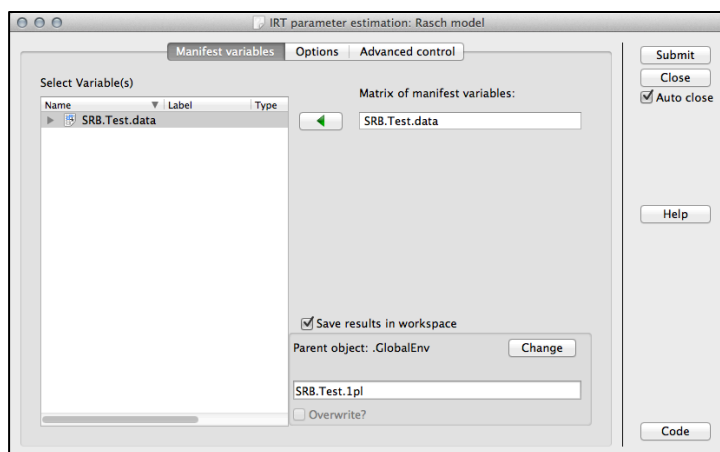 IRT parameter estimation: Rasch model
Manifest variables Options Advanced control
Submit
Close
Auto close
Help
Code
Select Variable(s)
Name Label Type
SRB.Test.data
Matrix of manifest variables:
SRB.Test.data
Save results in workspace
Parent object: .GlobalEnv Change
SRB.Test.1pl
Overwrite?